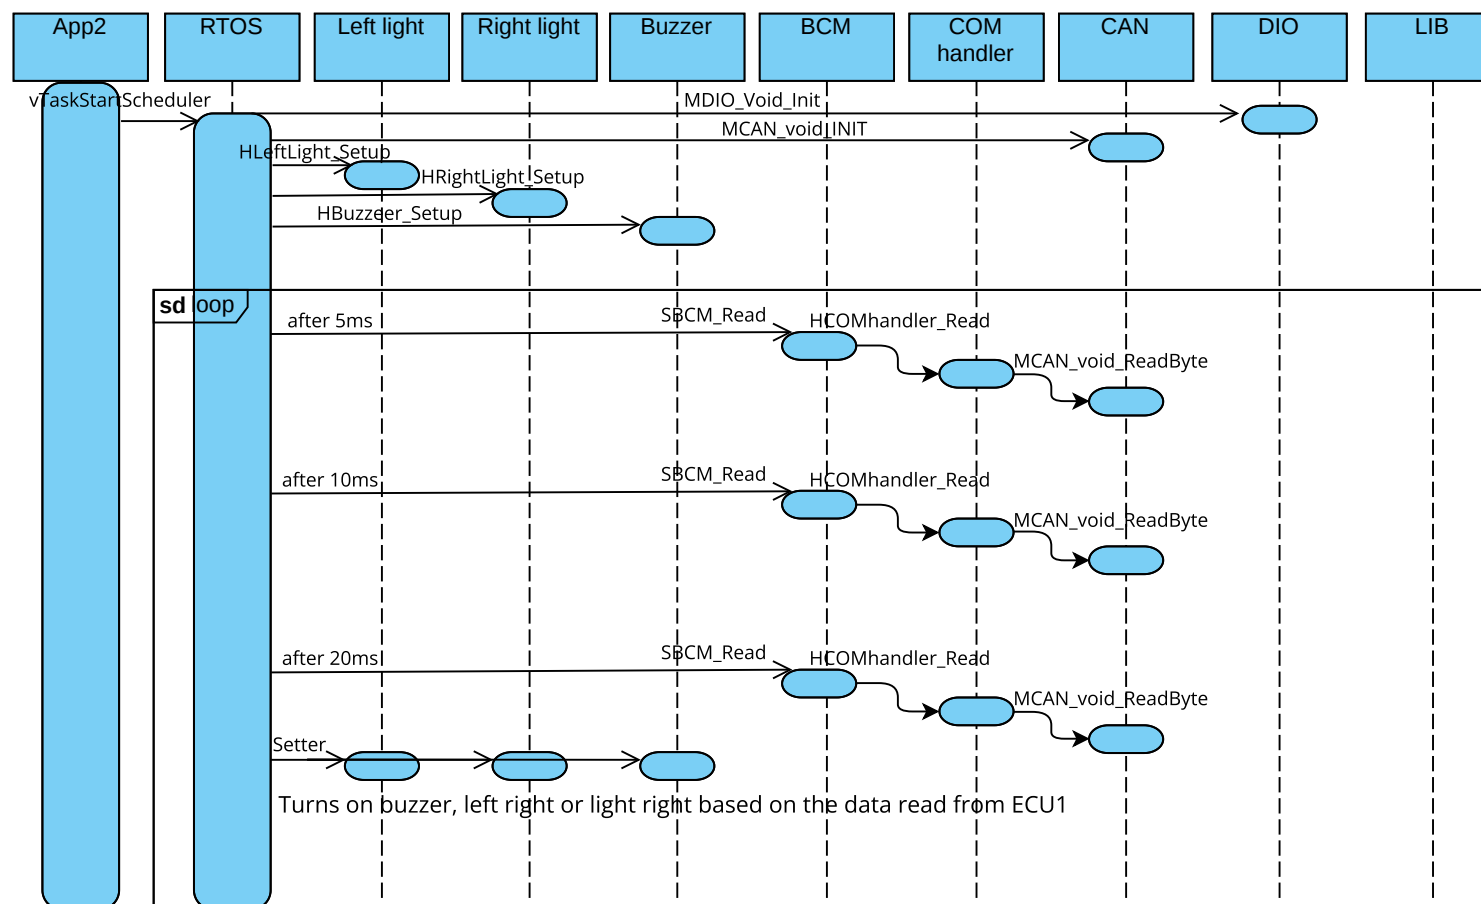 App2
RTOS
Left light
Right light
Buzzer
BCM
COM
handler
CAN
DIO
LIB
vTaskStartScheduler
MDIO_Void_Init
MCAN_void_INIT
HLeftLight_Setup
HRightLight_Setup
HBuzzeer_Setup
sd loop
after 5ms
SBCM_Read
HCOMhandler_Read
MCAN_void_ReadByte
after 10ms
SBCM_Read
HCOMhandler_Read
MCAN_void_ReadByte
after 20ms
SBCM_Read
HCOMhandler_Read
MCAN_void_ReadByte
Setter
Turns on buzzer, left right or light right based on the data read from ECU1